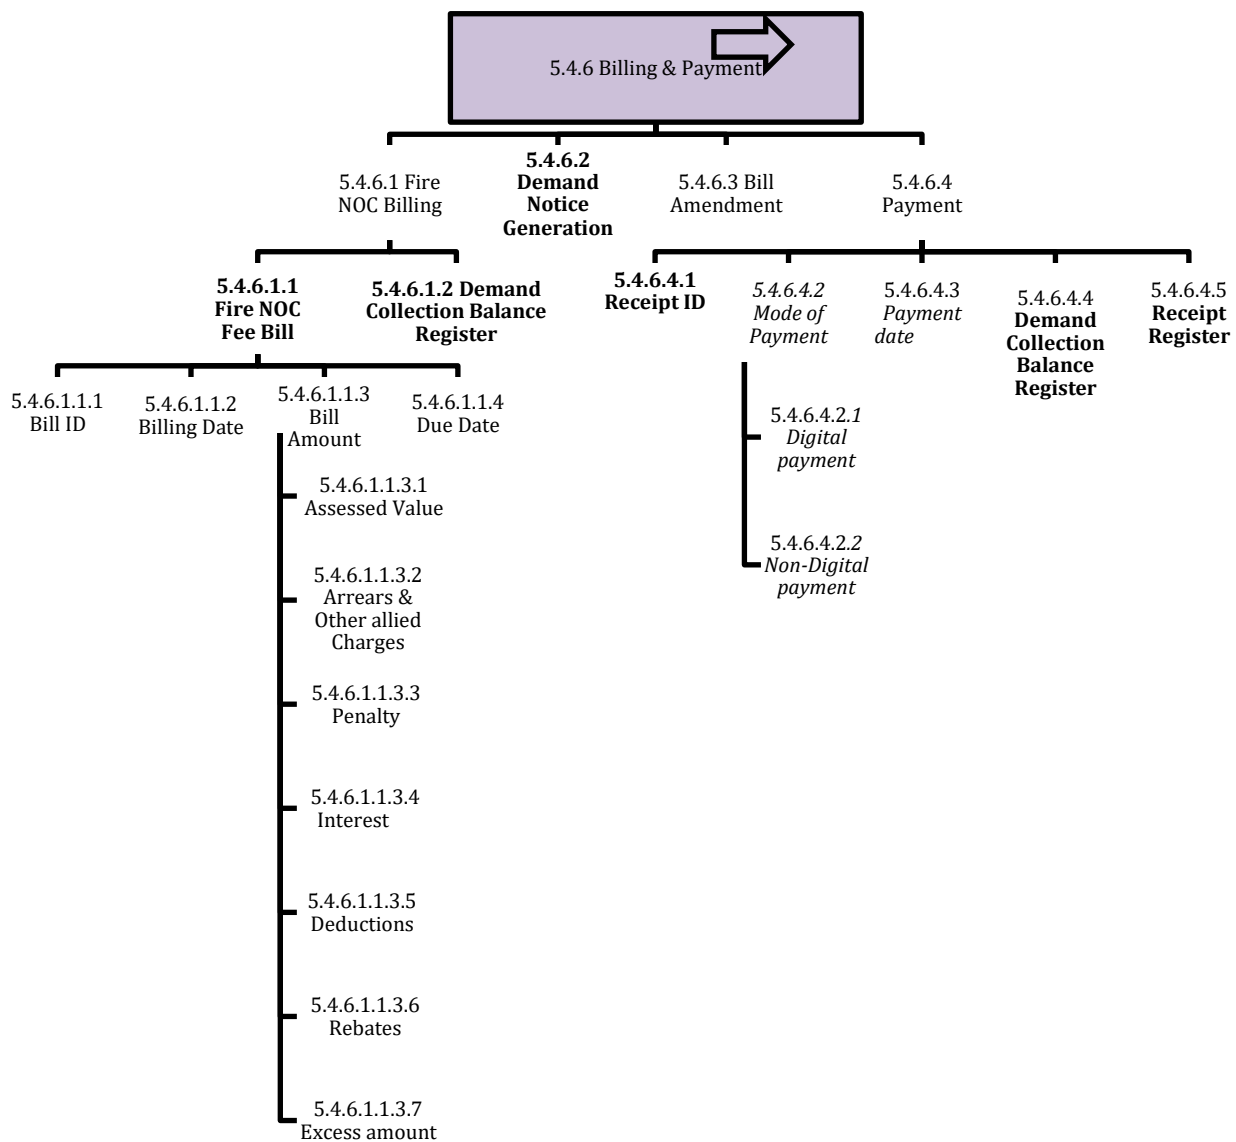 5.4.6 Billing & Payment
5.4.6.1 Fire
NOC Billing
5.4.6.2
Demand
Notice
Generation
5.4.6.3 Bill
Amendment
5.4.6.4
Payment
5.4.6.1.1
Fire NOC
Fee Bill
5.4.6.1.2 Demand
Collection Balance
Register
5.4.6.4.1
Receipt ID
5.4.6.4.2
Mode of
Payment
5.4.6.4.3
Payment
date
5.4.6.4.4
Demand
Collection
Balance
Register
5.4.6.4.5
Receipt
Register
5.4.6.1.1.1
Bill ID
5.4.6.1.1.2
Billing Date
5.4.6.1.1.3
Bill
Amount
5.4.6.1.1.4
Due Date
5.4.6.4.2.1
Digital
payment
5.4.6.4.2.2
Non-Digital
payment
5.4.6.1.1.3.1
Assessed Value
5.4.6.1.1.3.2
Arrears &
Other allied
Charges
5.4.6.1.1.3.3
Penalty
5.4.6.1.1.3.4
Interest
5.4.6.1.1.3.5
Deductions
5.4.6.1.1.3.6
Rebates
5.4.6.1.1.3.7
Excess amount